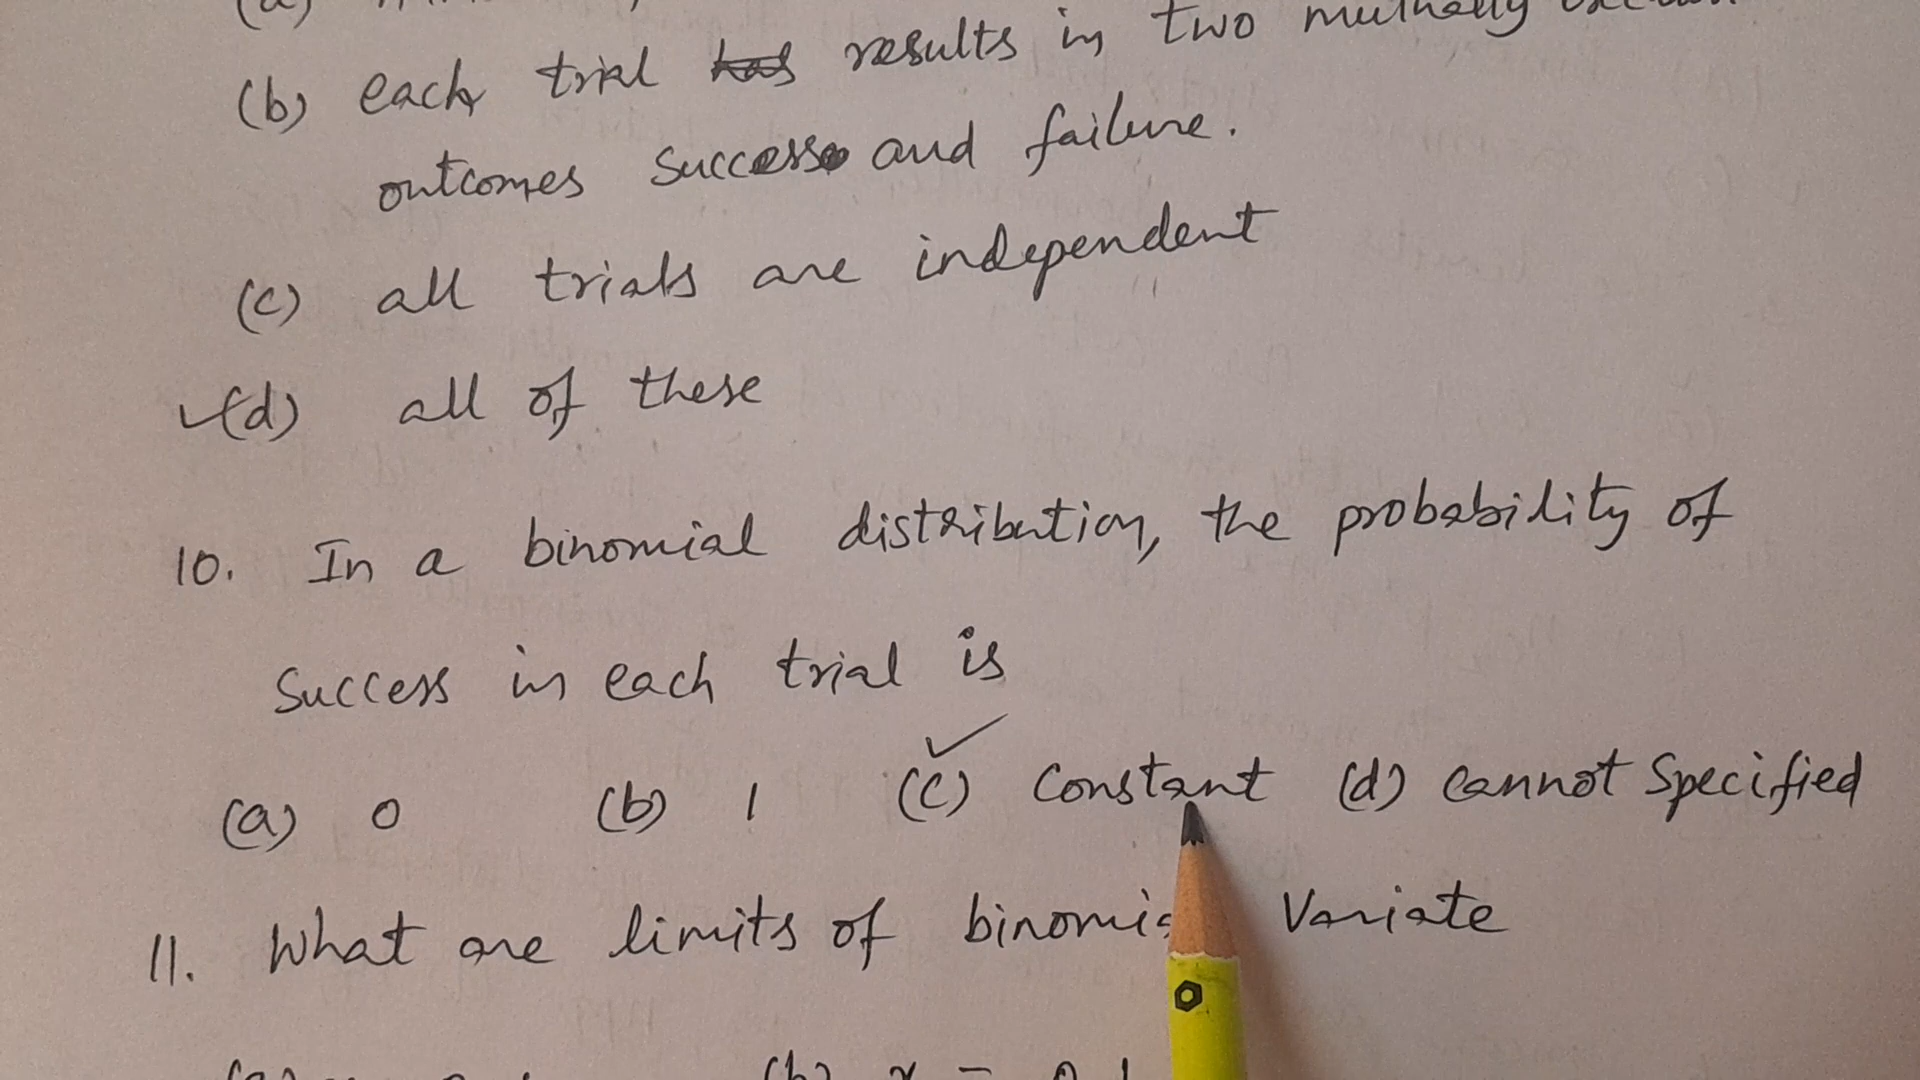 (a)
(b) each trial has results in two mutually
outcomes success and failure.
(c) all trials are independent
(d) all of these
10. In a binomial distribution, the probability of
Success in each trial is
(a) 0 (b) 1 (c) Constant (d) cannot Specified
11. What are limits of Variate
(b) x =